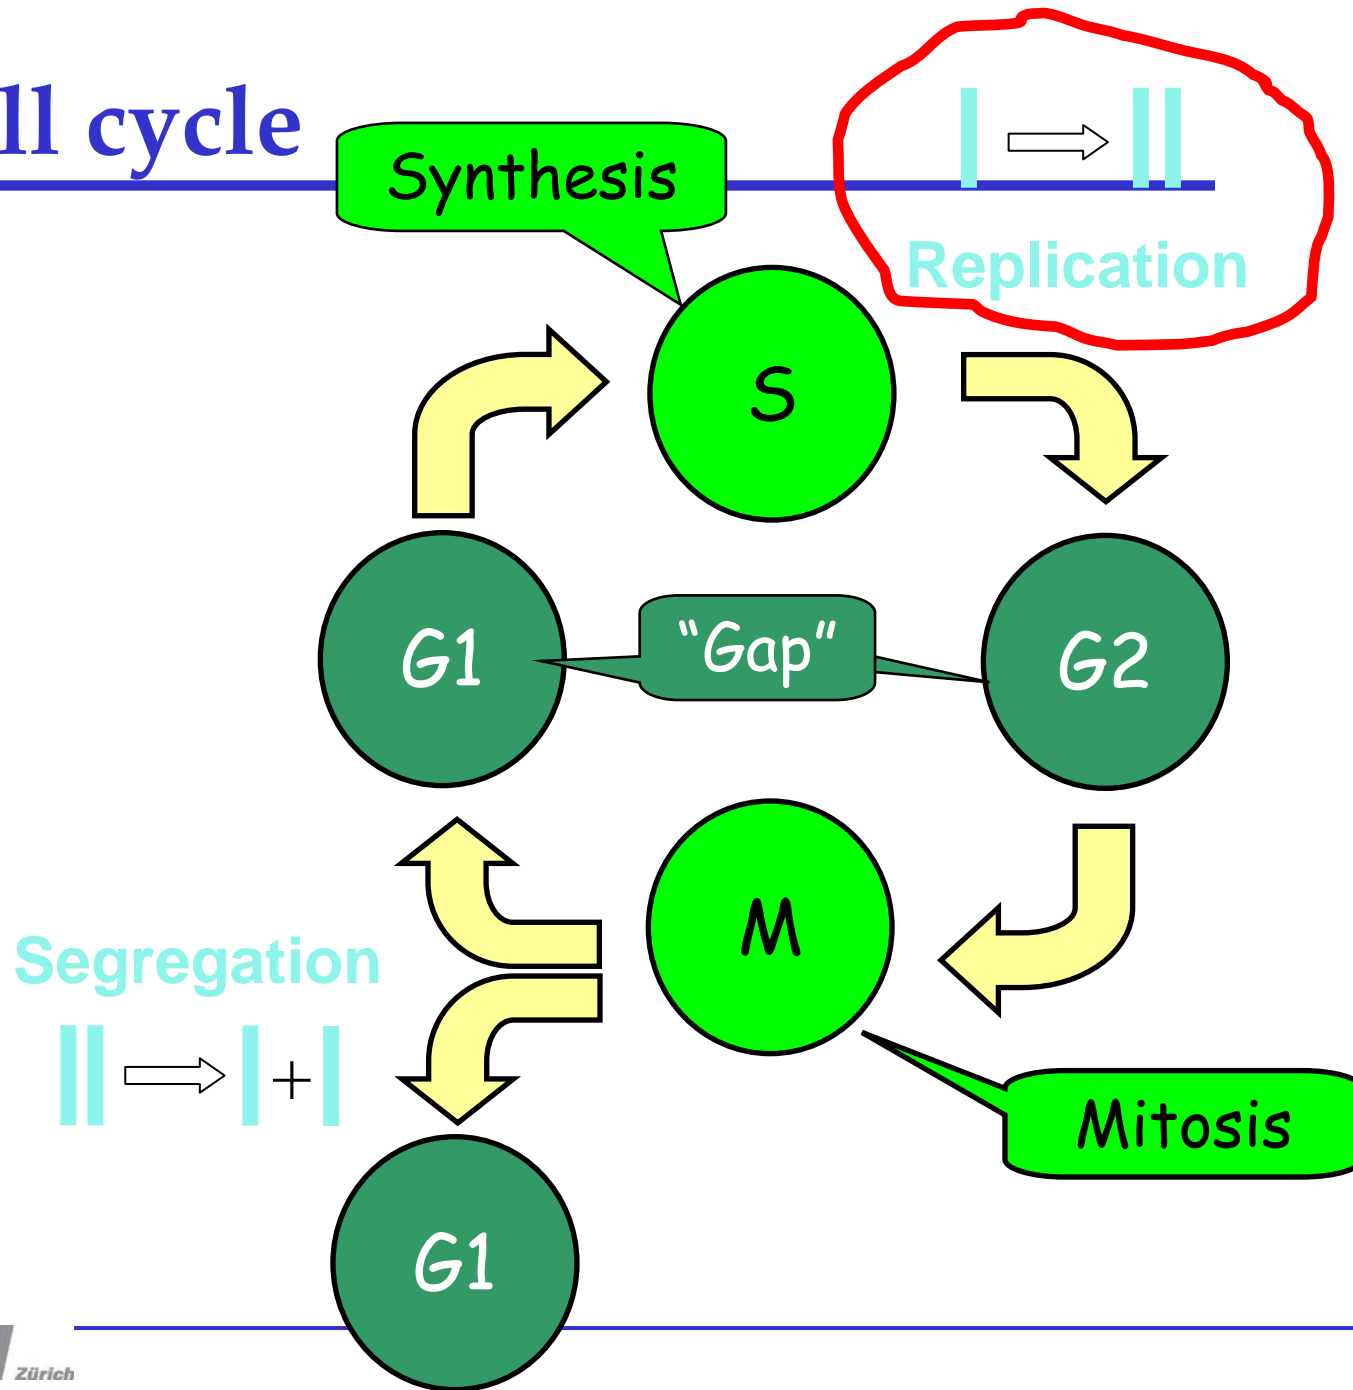 ll cycle
Synthesis
Replication
S
G1
"Gap"
G2
M
Segregation
+
Mitosis
G1
Zürich